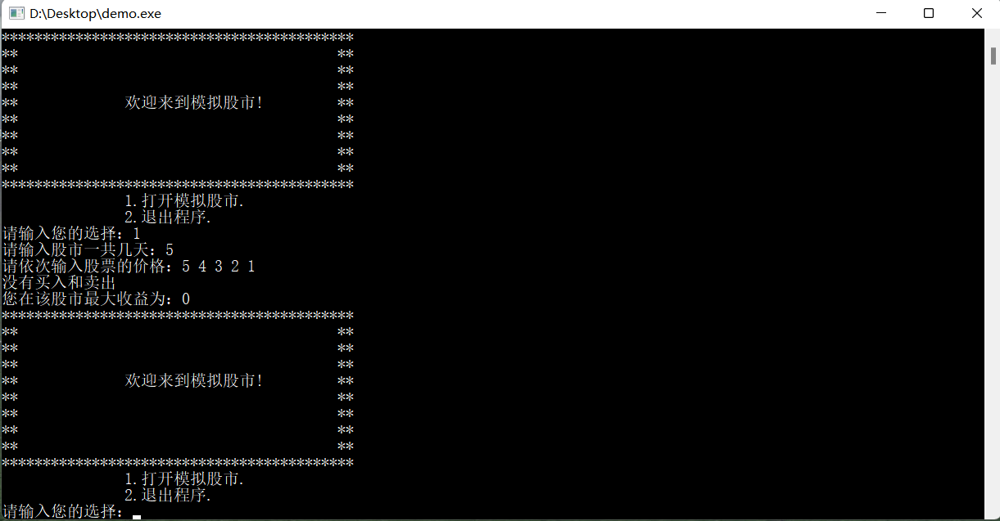 D:\Desktop\demo.exe
*******************************************
** **
** **
** **
** 欢迎来到模拟股市! **
** **
** **
** **
** **
*******************************************
1.打开模拟股市.
2.退出程序.
请输入您的选择：1
请输入股市一共几天：5
请依次输入股票的价格：5 4 3 2 1
没有买入和卖出
您在该股市最大收益为：0
*******************************************
** **
** **
** **
** 欢迎来到模拟股市! **
** **
** **
** **
** **
*******************************************
1.打开模拟股市.
2.退出程序.
请输入您的选择：